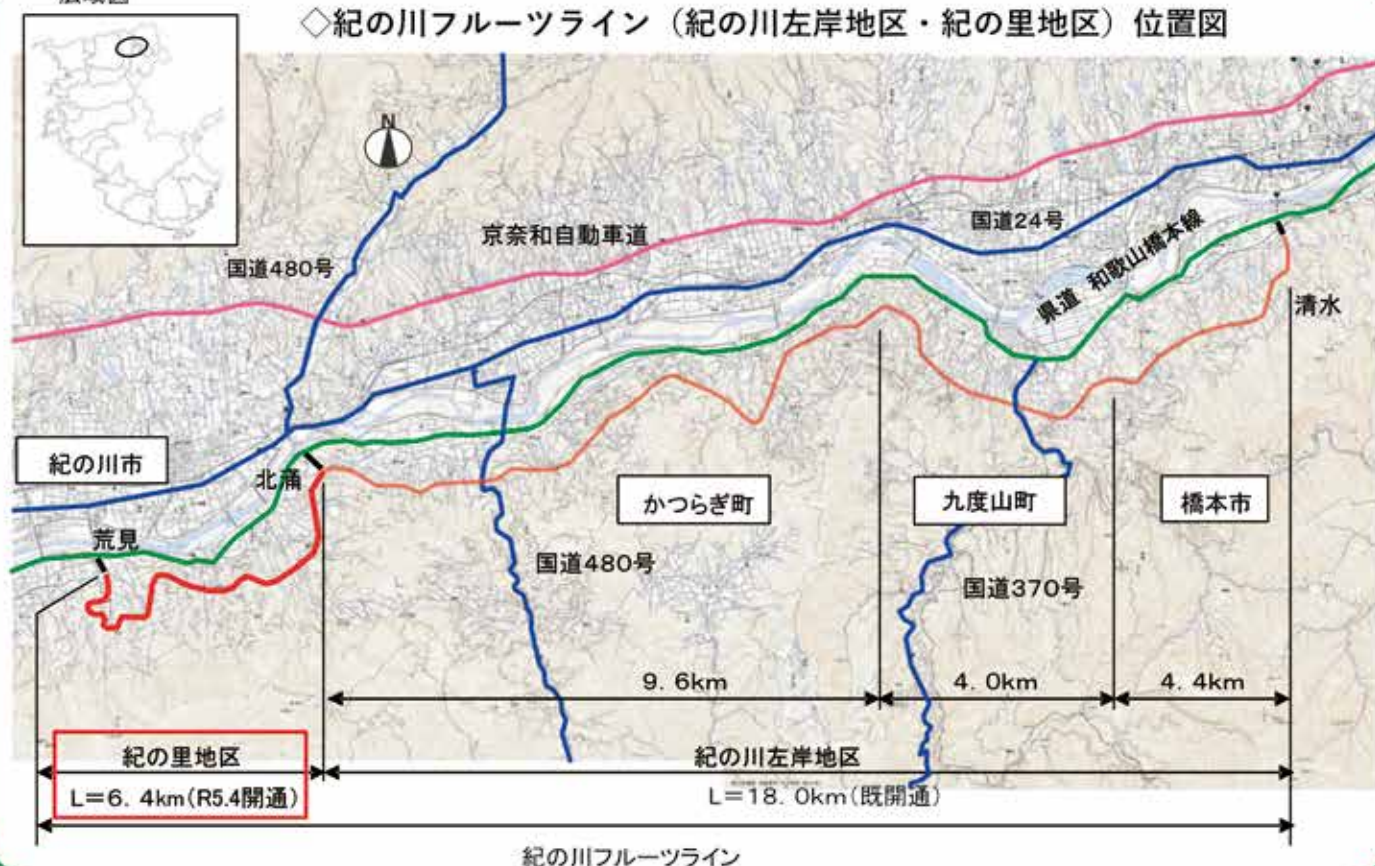 広域図
◇紀の川フルーツライン（紀の川左岸地区・紀の里地区）位置図
N
国道24号
京奈和自動車道
国道480号
県道 和歌山橋本線
清水
紀の川市
北涌
かつらぎ町
九度山町
橋本市
荒見
国道480号
国道370号
9.6km
4.0km
4.4km
紀の里地区
紀の川左岸地区
L=6.4km(R5.4開通)
L=18.0km(既開通)
紀の川フルーツライン